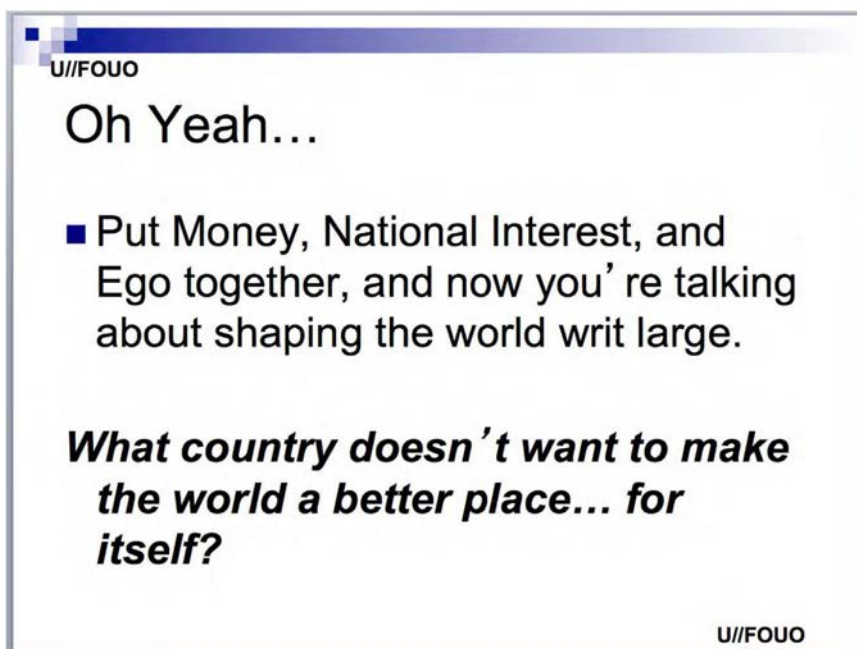 U//FOUO
Oh Yeah…
Put Money, National Interest, and
Ego together, and now you’re talking
about shaping the world writ large.
What country doesn’t want to make
the world a better place… for
itself?
U//FOUO